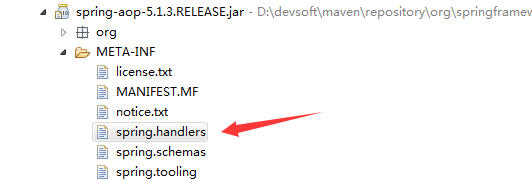 spring-aop-5.1.3.RELEASE.jar - D:\devsoft\maven\repository\org\springframew
org
META-INF
license.txt
MANIFEST.MF
notice.txt
spring.handlers
spring.schemas
spring.tooling